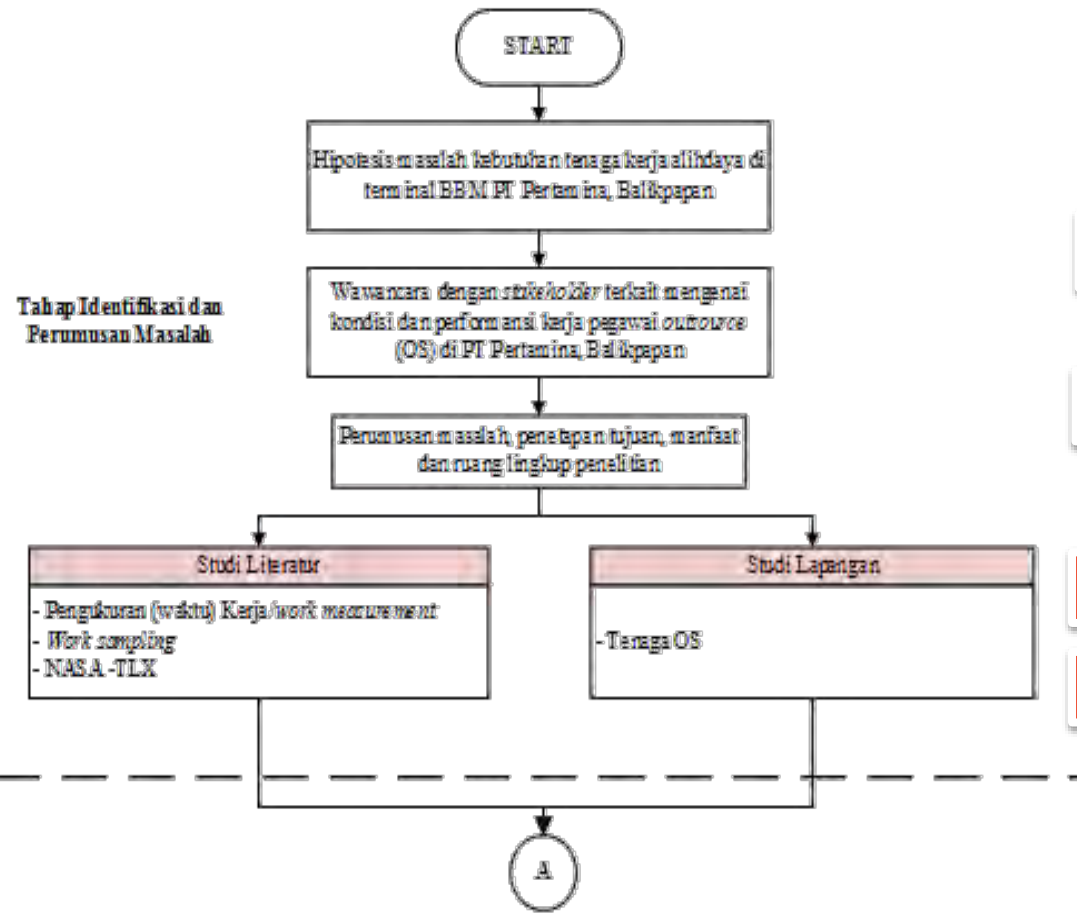 START
Hipotesis masalah kebutuhan tenaga kerja alihdaya di
terminal BBM PT Pertamina, Balikpapan
Tahap Identifikasi dan
Perumusan Masalah
Wawancara dengan stakeholder terkait mengenai
kondisi dan performansi kerja pegawai outsource
(OS) di PT Pertamina, Balikpapan
Perumusan masalah, penetapan tujuan, manfaat
dan ruang lingkup penelitian
Studi Literatur
- Pengukuran (waktu) Kerja/work measurement
- Work sampling
- NASA -TLX
Studi Lapangan
- Tenaga OS
A